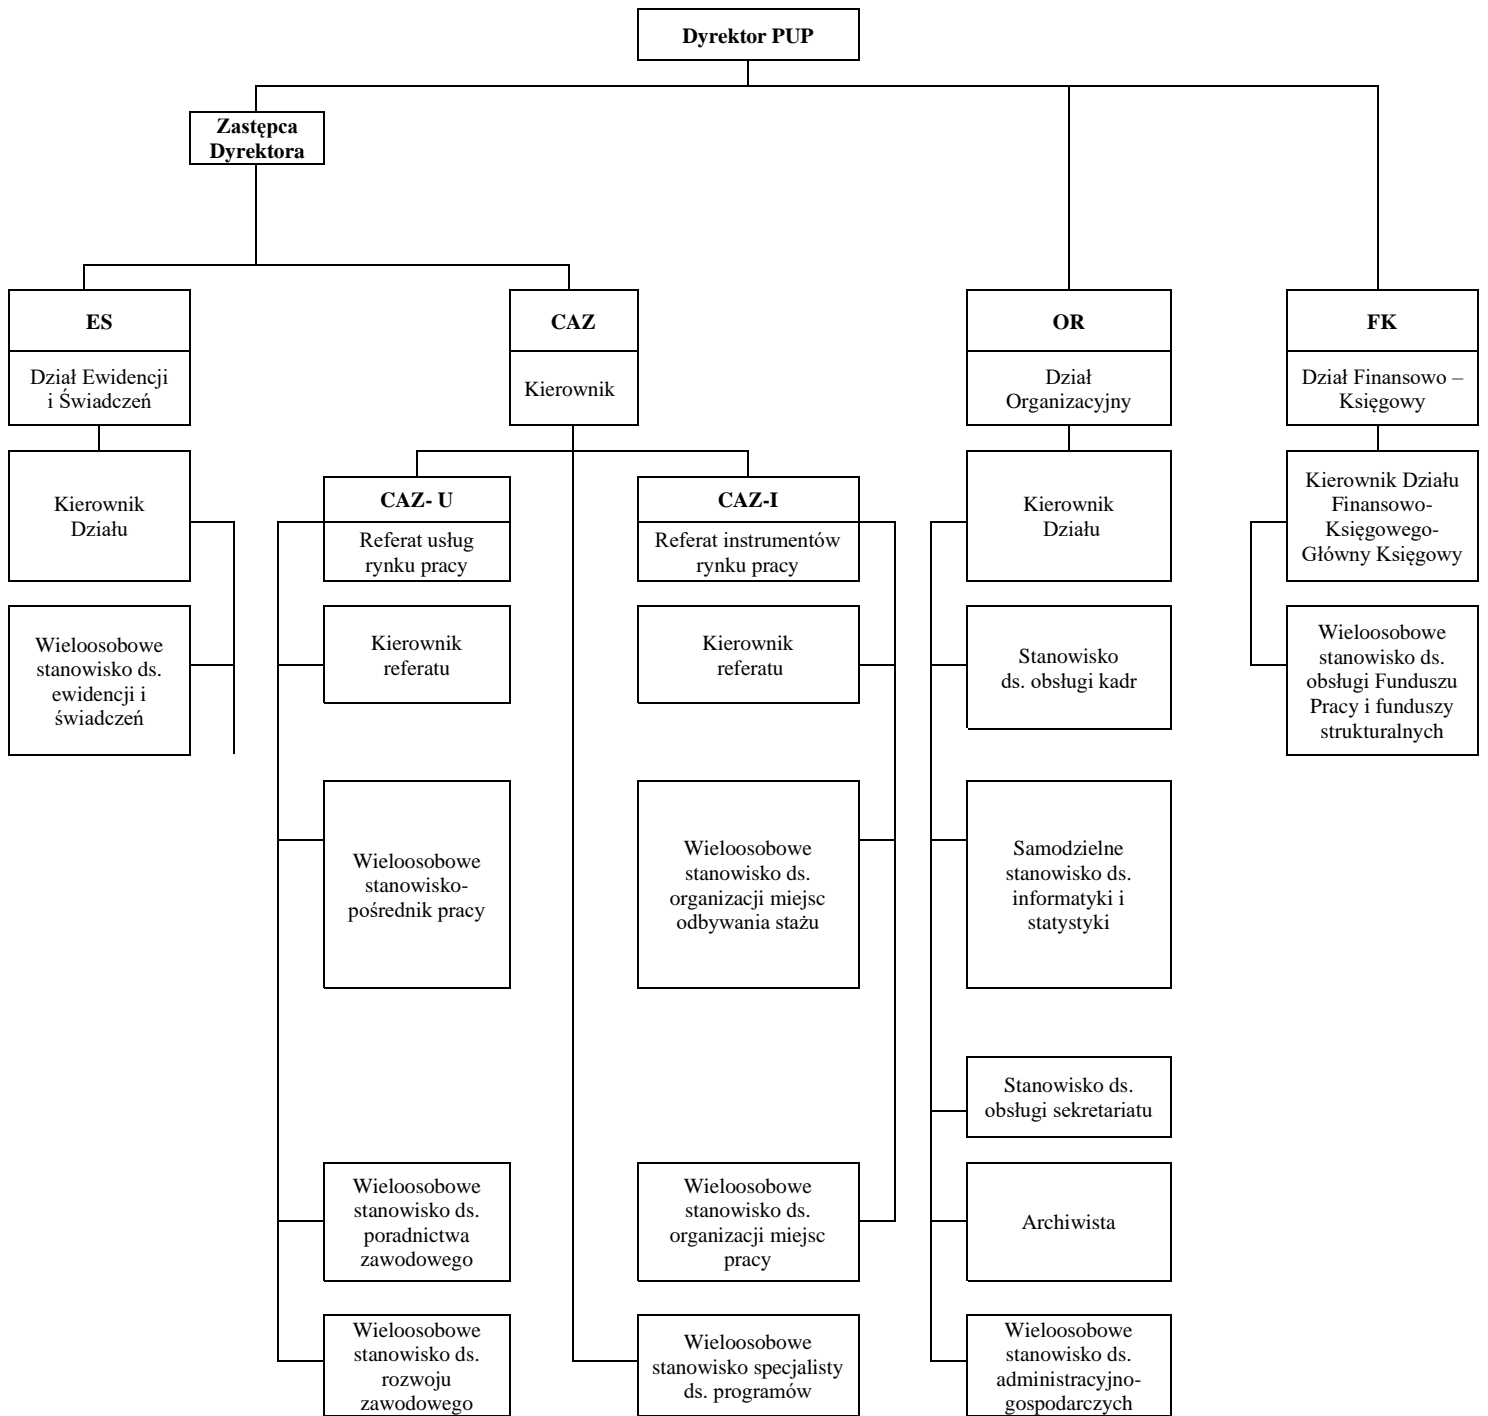 Dyrektor PUP
Zastępca
Dyrektora
ES
Dział Ewidencji
i Świadczeń
Kierownik
Działu
Wieloosobowe
stanowisko ds.
ewidencji i
świadczeń
CAZ
Kierownik
CAZ- U
Referat usług
rynku pracy
Kierownik
referatu
Wieloosobowe
stanowisko-
pośrednik pracy
Wieloosobowe
stanowisko ds.
poradnictwa
zawodowego
Wieloosobowe
stanowisko ds.
rozwoju
zawodowego
CAZ-I
Referat instrumentów
rynku pracy
Kierownik
referatu
Wieloosobowe
stanowisko ds.
organizacji miejsc
odbywania stażu
Wieloosobowe
stanowisko ds.
organizacji miejsc
pracy
Wieloosobowe
stanowisko specjalisty
ds. programów
OR
Dział
Organizacyjny
Kierownik
Działu
Stanowisko
ds. obsługi kadr
Samodzielne
stanowisko ds.
informatyki i
statystyki
Stanowisko ds.
obsługi sekretariatu
Archiwista
Wieloosobowe
stanowisko ds.
administracyjno-
gospodarczych
FK
Dział Finansowo –
Księgowy
Kierownik Działu
Finansowo-
Księgowego-
Główny Księgowy
Wieloosobowe
stanowisko ds.
obsługi Funduszu
Pracy i funduszy
strukturalnych